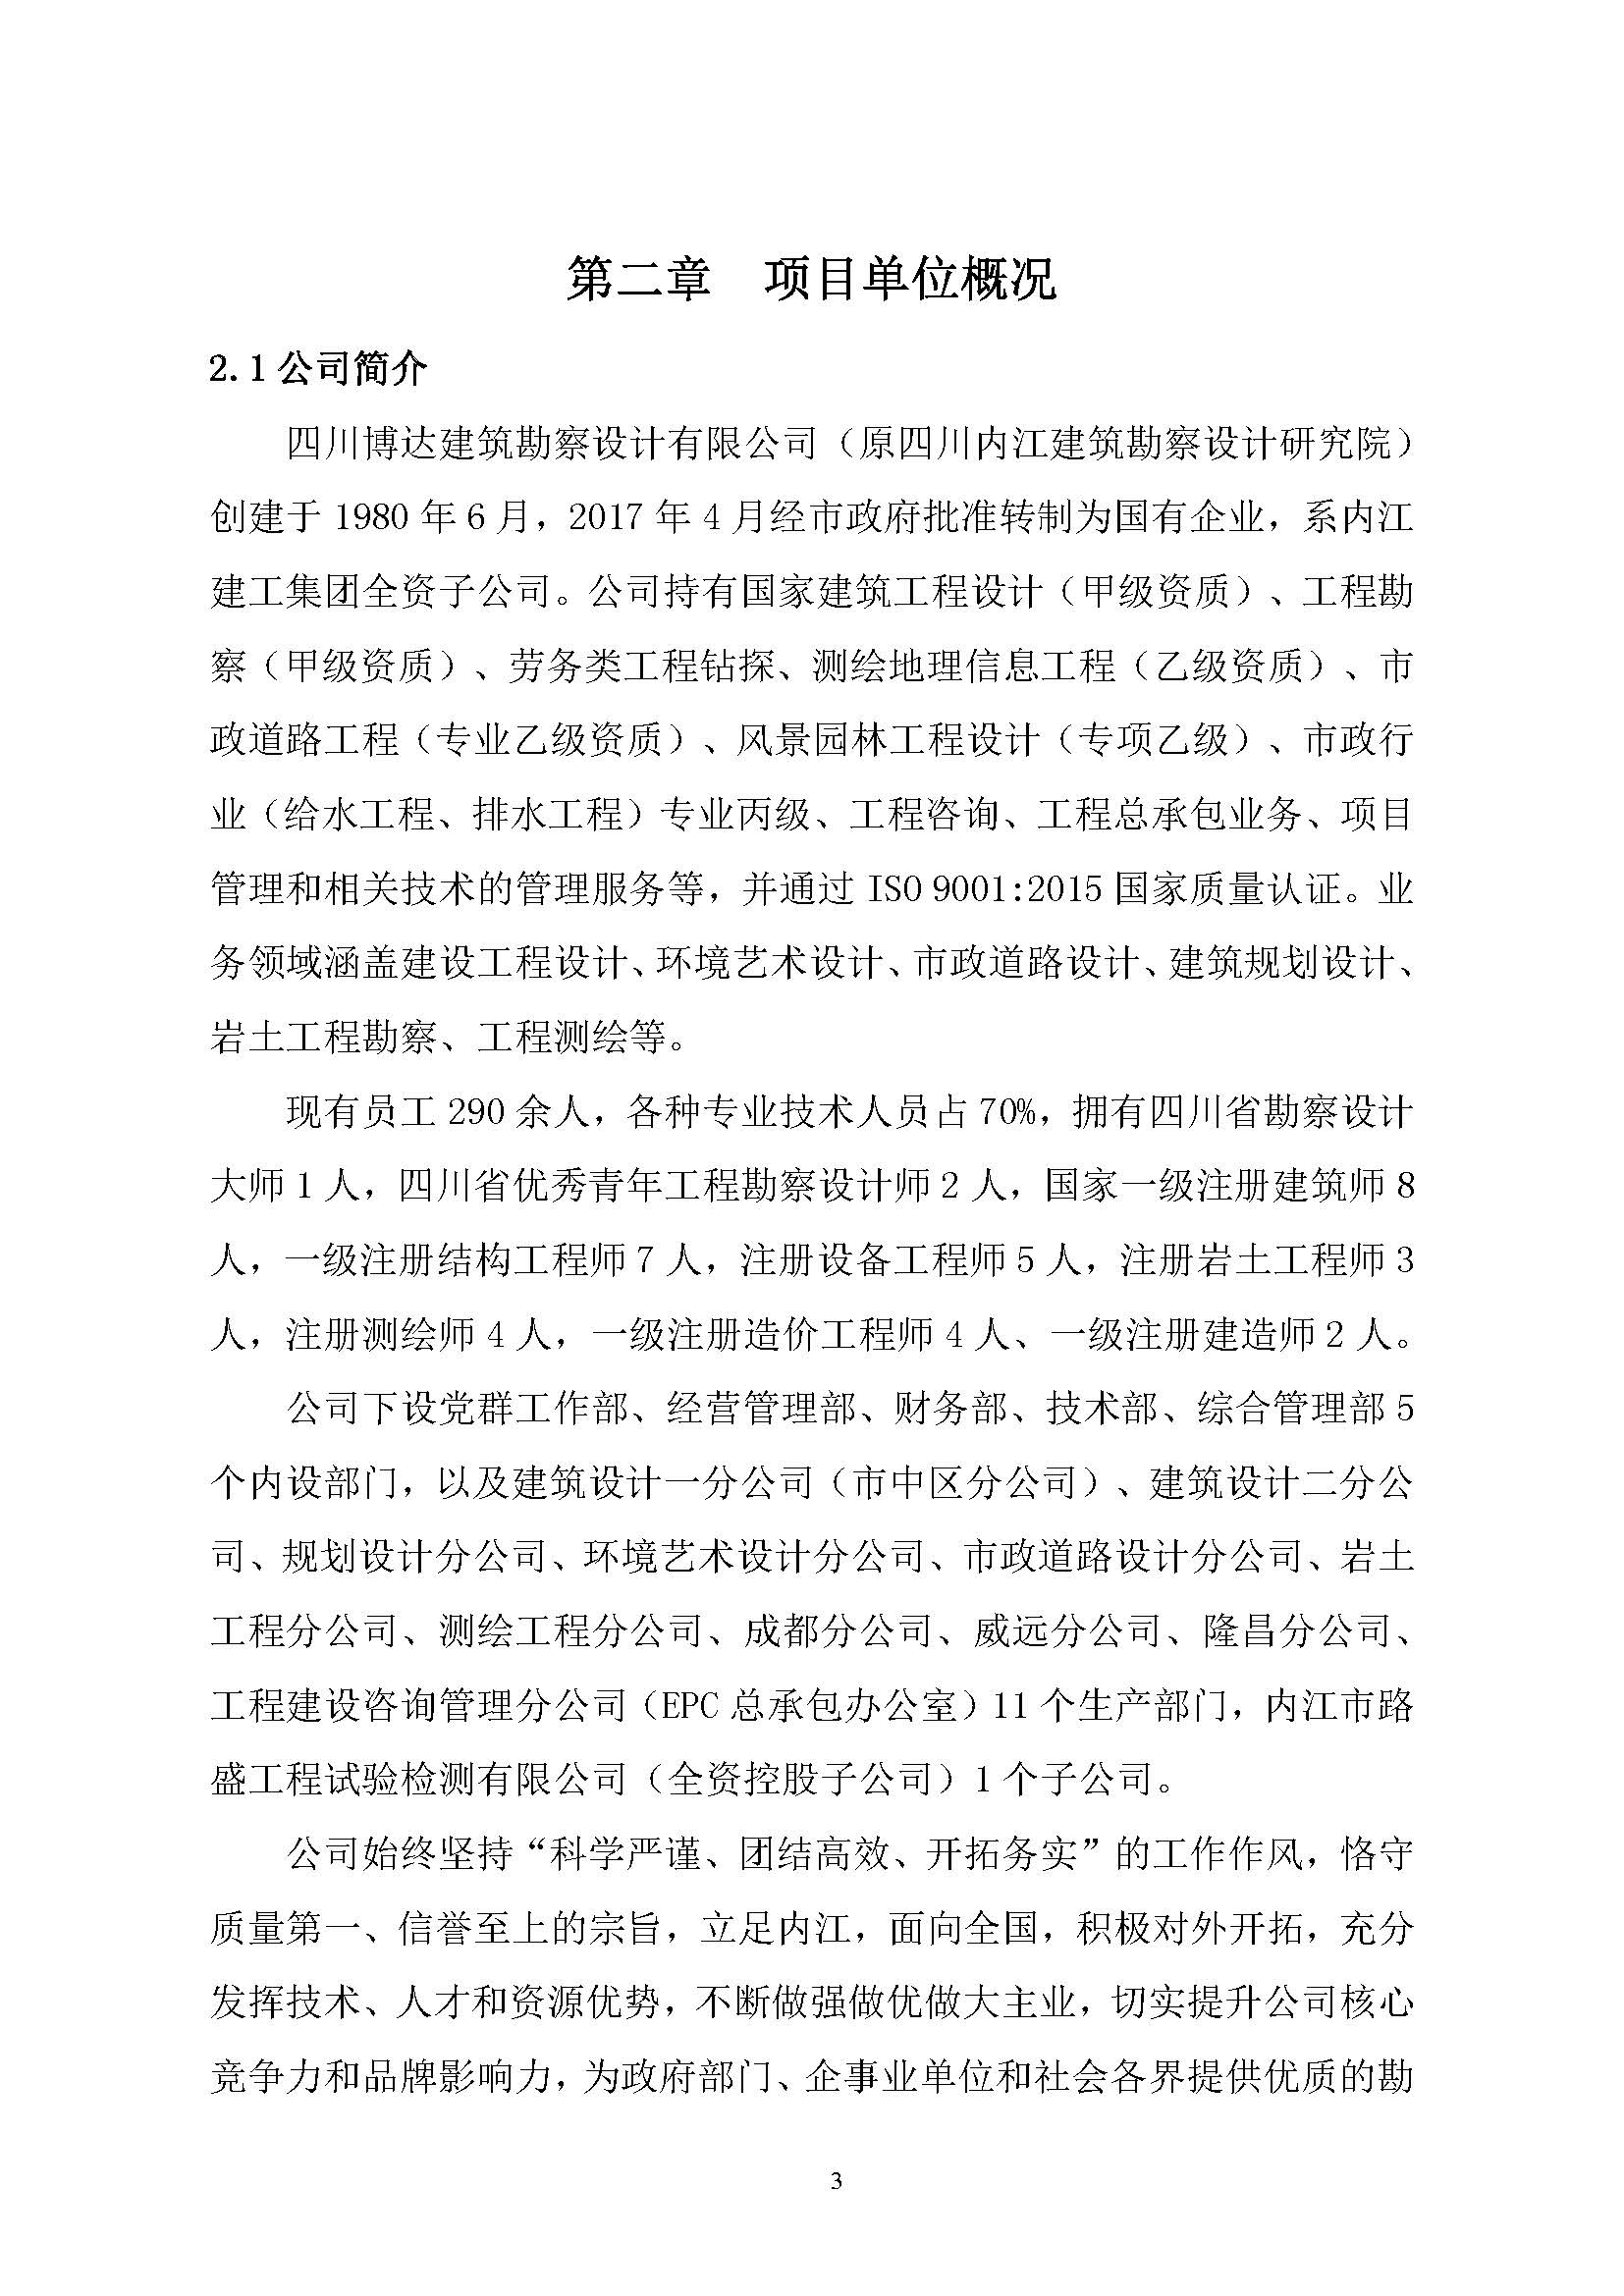 第二章　项目单位概况
2.1 公司简介
四川博达建筑勘察设计有限公司（原四川内江建筑勘察设计研究院）
创建于 1980 年 6 月，2017 年 4 月经市政府批准转制为国有企业，系内江
建工集团全资子公司。公司持有国家建筑工程设计（甲级资质）、工程勘
察（甲级资质）、劳务类工程钻探、测绘地理信息工程（乙级资质）、市
政道路工程（专业乙级资质）、风景园林工程设计（专项乙级）、市政行
业（给水工程、排水工程）专业丙级、工程咨询、工程总承包业务、项目
管理和相关技术的管理服务等，并通过 ISO 9001:2015 国家质量认证。业
务领域涵盖建设工程设计、环境艺术设计、市政道路设计、建筑规划设计、
岩土工程勘察、工程测绘等。
现有员工 290 余人，各种专业技术人员占 70%，拥有四川省勘察设计
大师 1 人，四川省优秀青年工程勘察设计师 2 人，国家一级注册建筑师 8
人，一级注册结构工程师 7 人，注册设备工程师 5 人，注册岩土工程师 3
人，注册测绘师 4 人，一级注册造价工程师 4 人、一级注册建造师 2 人。
公司下设党群工作部、经营管理部、财务部、技术部、综合管理部 5
个内设部门，以及建筑设计一分公司（市中区分公司）、建筑设计二分公
司、规划设计分公司、环境艺术设计分公司、市政道路设计分公司、岩土
工程分公司、测绘工程分公司、成都分公司、威远分公司、隆昌分公司、
工程建设咨询管理分公司（EPC 总承包办公室）11 个生产部门，内江市路
盛工程试验检测有限公司（全资控股子公司）1 个子公司。
公司始终坚持“科学严谨、团结高效、开拓务实”的工作作风，恪守
质量第一、信誉至上的宗旨，立足内江，面向全国，积极对外开拓，充分
发挥技术、人才和资源优势，不断做强做优做大主业，切实提升公司核心
竞争力和品牌影响力，为政府部门、企事业单位和社会各界提供优质的勘
3